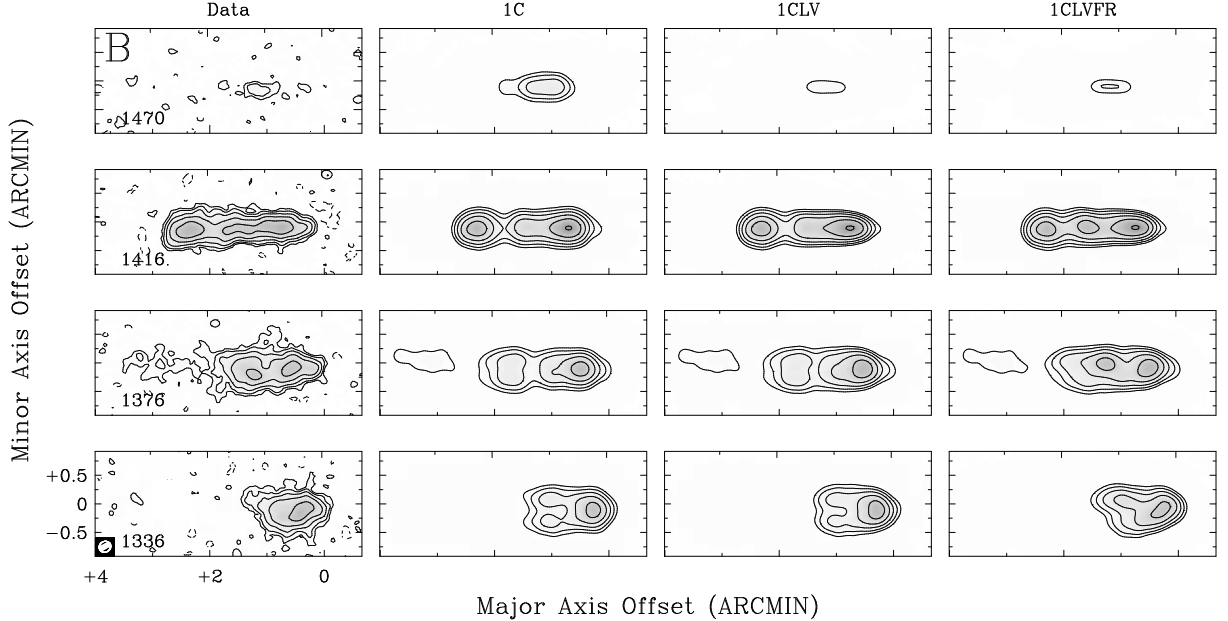 Data 1C 1CLV 1CLVFR
B
1470
1416
1376
+0.5
0
−0.5
1336
+4 +2 0
Minor Axis Offset (ARCMIN)
Major Axis Offset (ARCMIN)